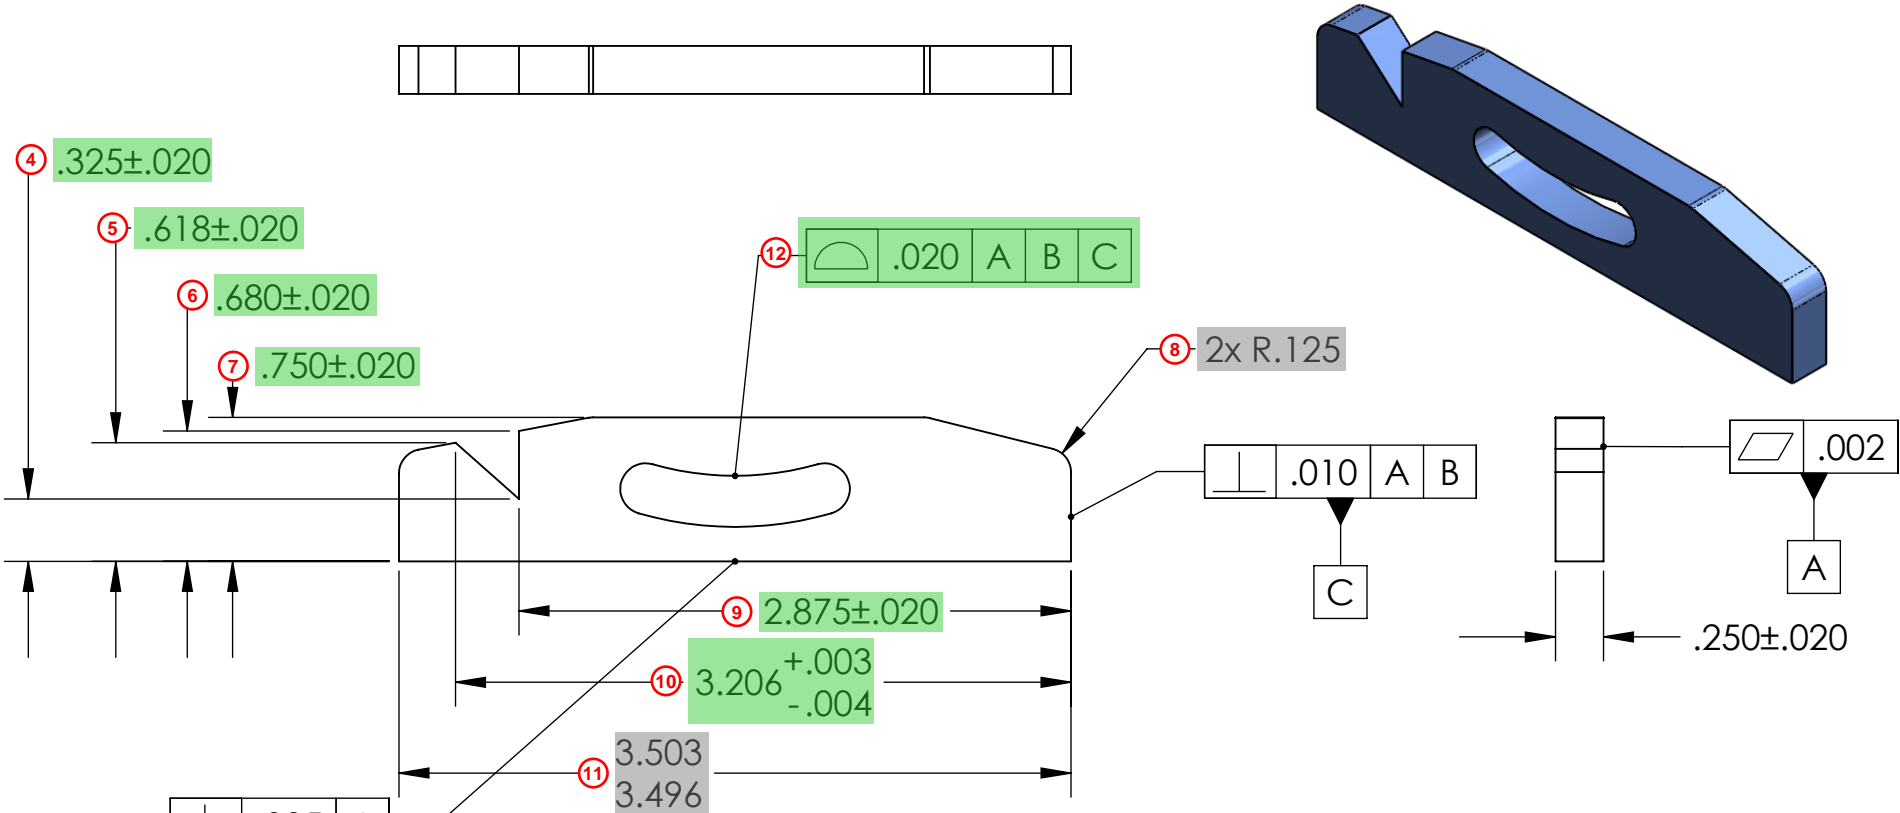 4 .325±.020
5 .618±.020
6 .680±.020
7 .750±.020
12 ⌓ .020 A B C
8 2x R.125
⟂ .010 A B
C
⏥ .002
A
.250±.020
9 2.875±.020
10 3.206 +.003
-.004
11 3.503
3.496